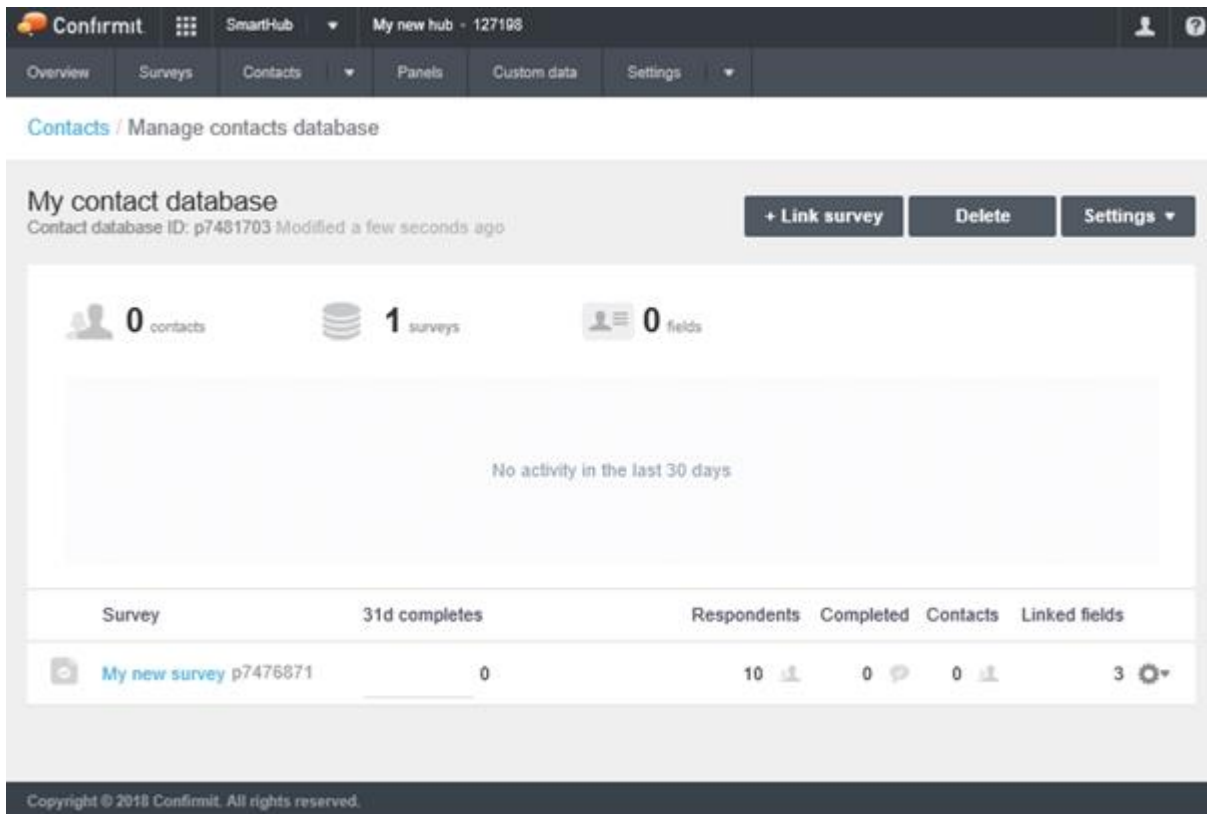 Confirmit SmartHub My new hub - 127198 ?
Overview Surveys Contacts Panels Custom data Settings
Contacts / Manage contacts database
My contact database
Contact database ID: p7481703 Modified a few seconds ago
+ Link survey Delete Settings
0 contacts 1 surveys 0 fields
No activity in the last 30 days
Survey 31d completes Respondents Completed Contacts Linked fields
My new survey p7476871 0 10 0 0 3
Copyright © 2018 Confirmit. All rights reserved.